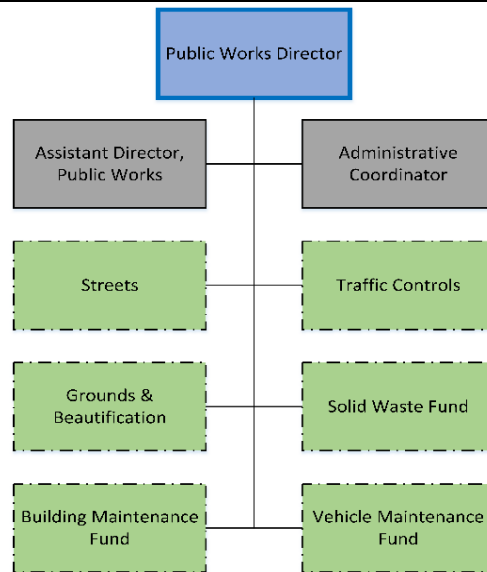 Public Works Director
Assistant Director,
Public Works
Administrative
Coordinator
Streets
Traffic Controls
Grounds &
Beautification
Solid Waste Fund
Building Maintenance
Fund
Vehicle Maintenance
Fund